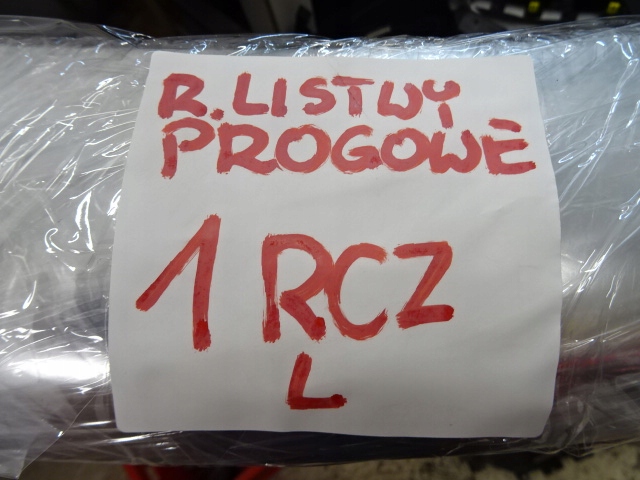 R. LISTWY
PROGOWE
1 RCZ
L